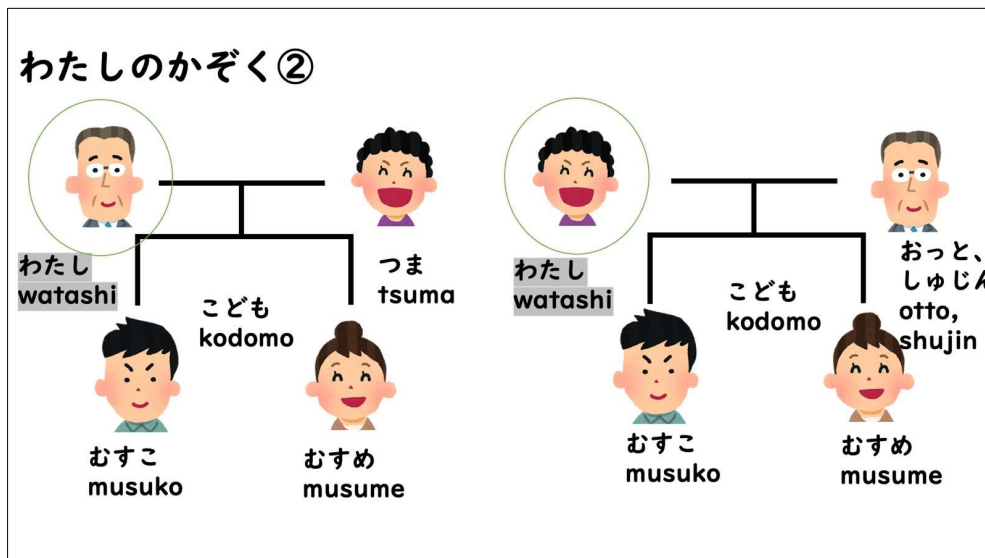 わたしのかぞく②
わたし
watashi
つま
tsuma
こども
kodomo
むすこ
musuko
むすめ
musume
わたし
watashi
おっと、
しゅじん
otto,
shujin
こども
kodomo
むすこ
musuko
むすめ
musume